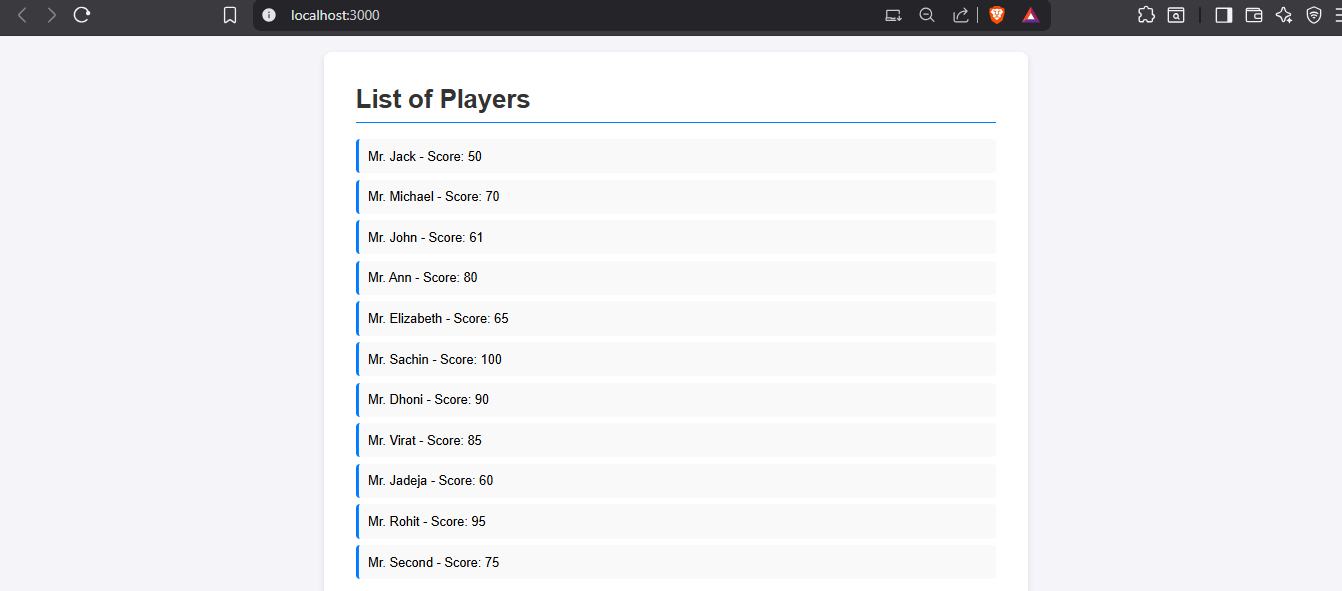 localhost:3000
List of Players
Mr. Jack - Score: 50
Mr. Michael - Score: 70
Mr. John - Score: 61
Mr. Ann - Score: 80
Mr. Elizabeth - Score: 65
Mr. Sachin - Score: 100
Mr. Dhoni - Score: 90
Mr. Virat - Score: 85
Mr. Jadeja - Score: 60
Mr. Rohit - Score: 95
Mr. Second - Score: 75